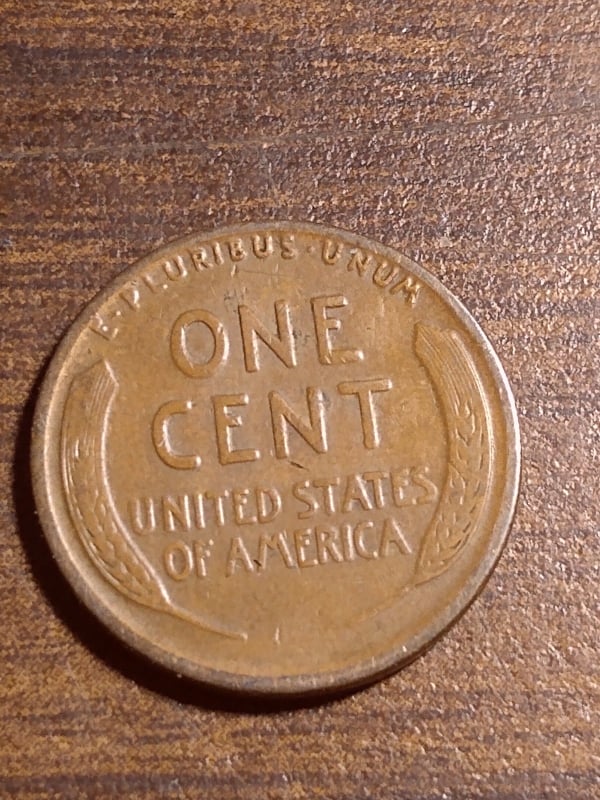 E·PLURIBUS·UNUM
ONE
CENT
UNITED STATES
OF AMERICA